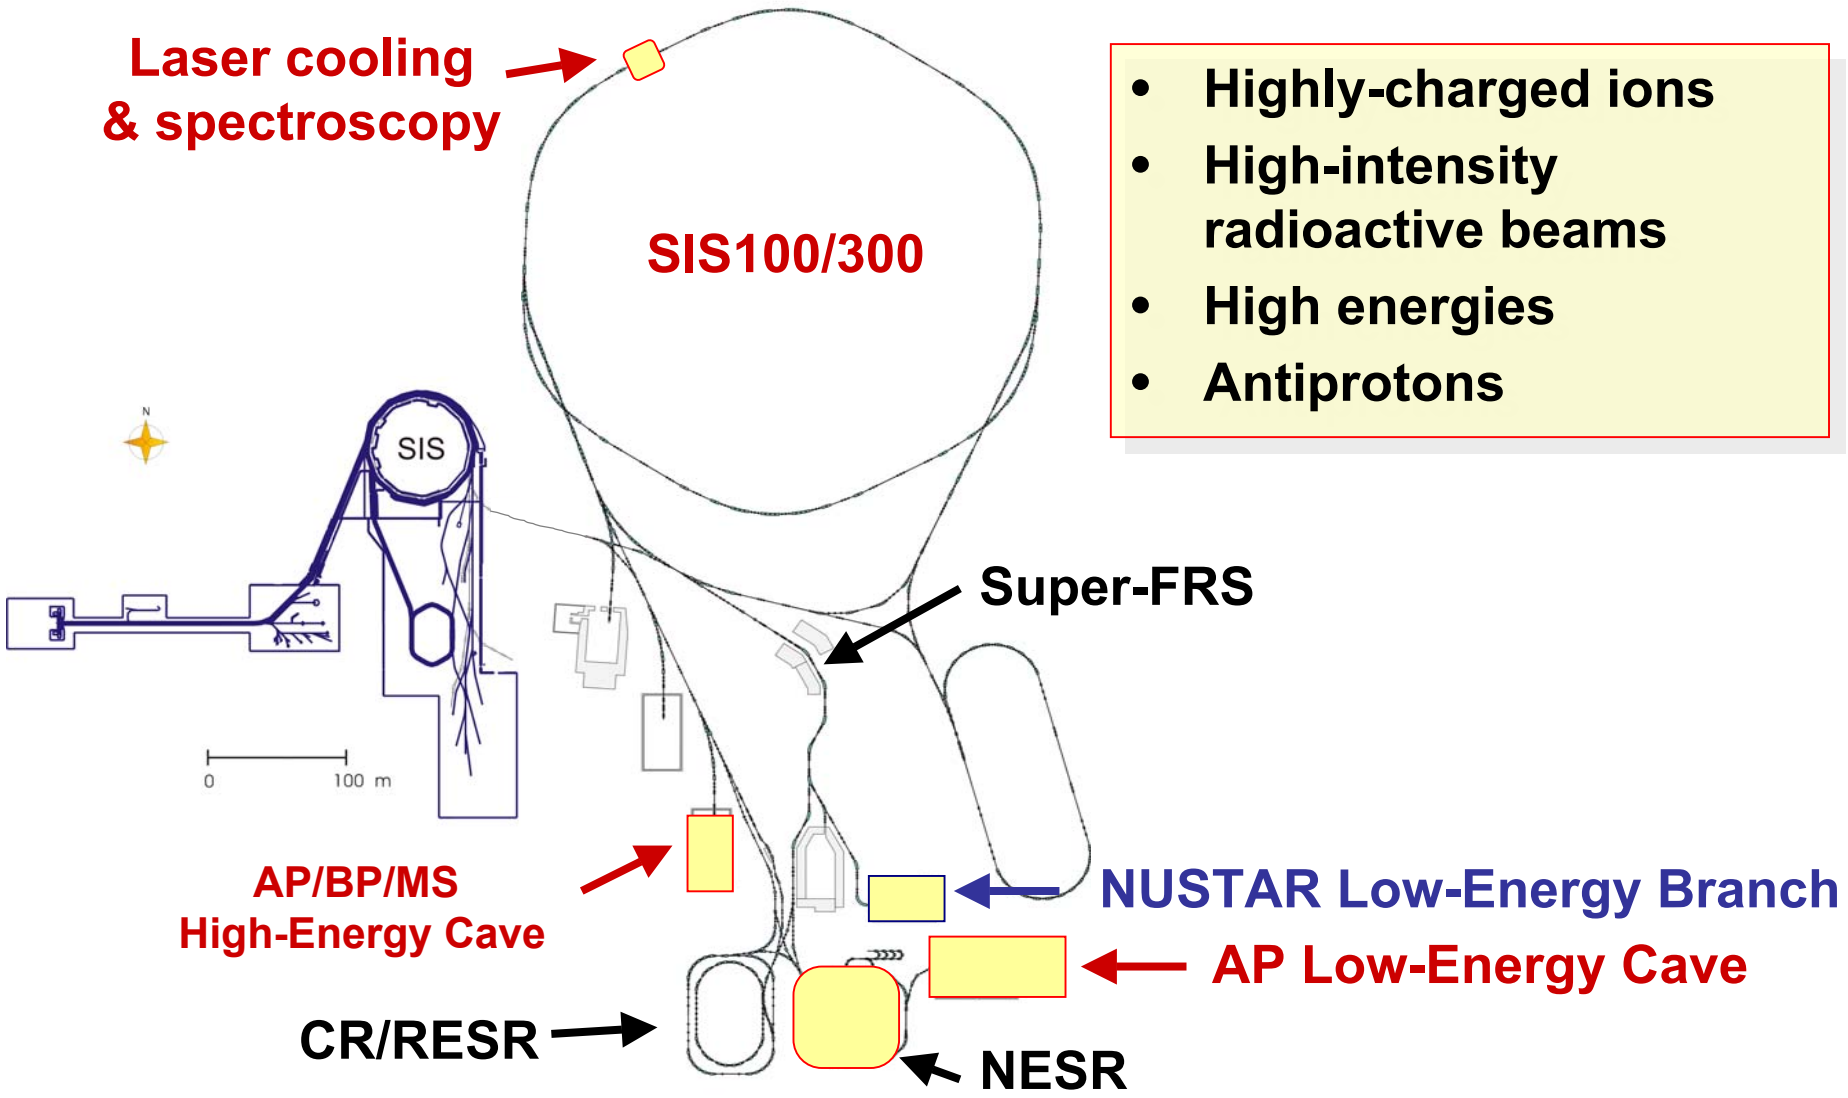 Laser cooling
& spectroscopy
• Highly-charged ions
• High-intensity
radioactive beams
• High energies
• Antiprotons
SIS100/300
N
SIS
Super-FRS
0 100 m
AP/BP/MS
High-Energy Cave
NUSTAR Low-Energy Branch
AP Low-Energy Cave
CR/RESR
NESR